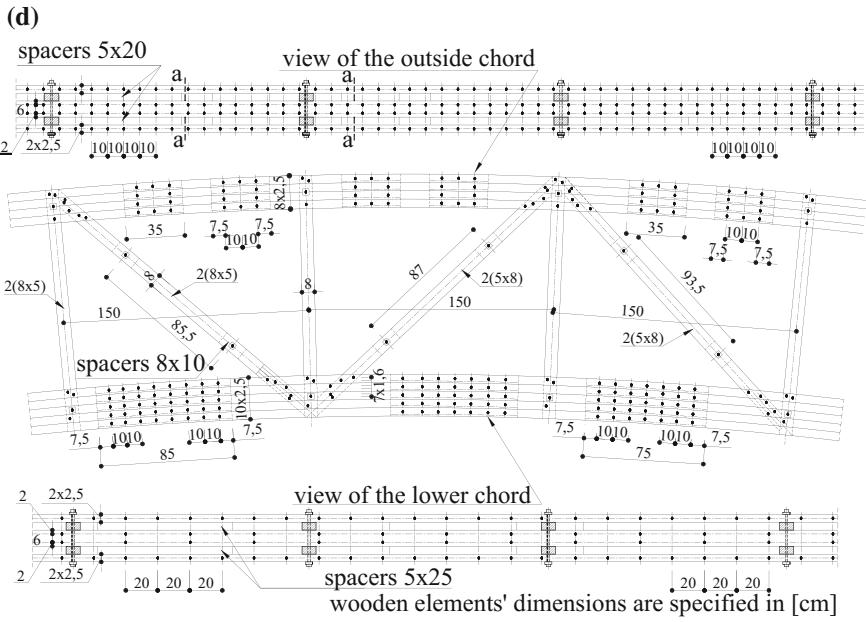 (d)
spacers 5x20
view of the outside chord
a
a
6
2
2x2,5
a
a
10 10 10 10
10 10 10 10
8x2,5
35
7,5
7,5
10 10
35
10 10
7,5
7,5
8
2(8x5)
2(8x5)
8
87
2(5x8)
93,5
150
150
150
85,5
2(5x8)
spacers 8x10
10x2,5
7x1,6
7,5
10 10
10 10
7,5
85
7,5
10 10
10 10
7,5
75
2
2x2,5
view of the lower chord
6
2
2x2,5
spacers 5x25
20 20 20
20 20 20
wooden elements' dimensions are specified in [cm]